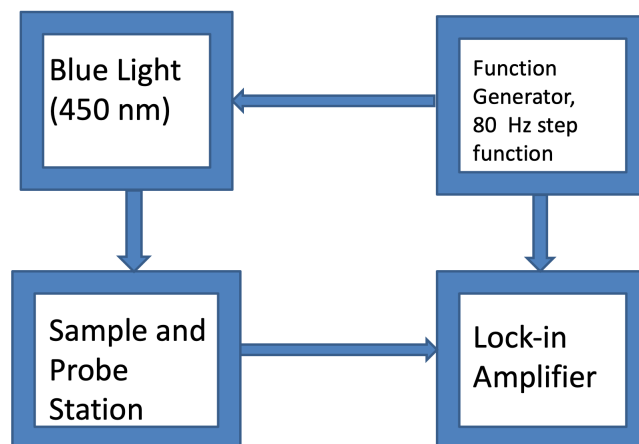 Blue Light
(450 nm)
Function
Generator,
80 Hz step
function
Sample and
Probe
Station
Lock-in
Amplifier